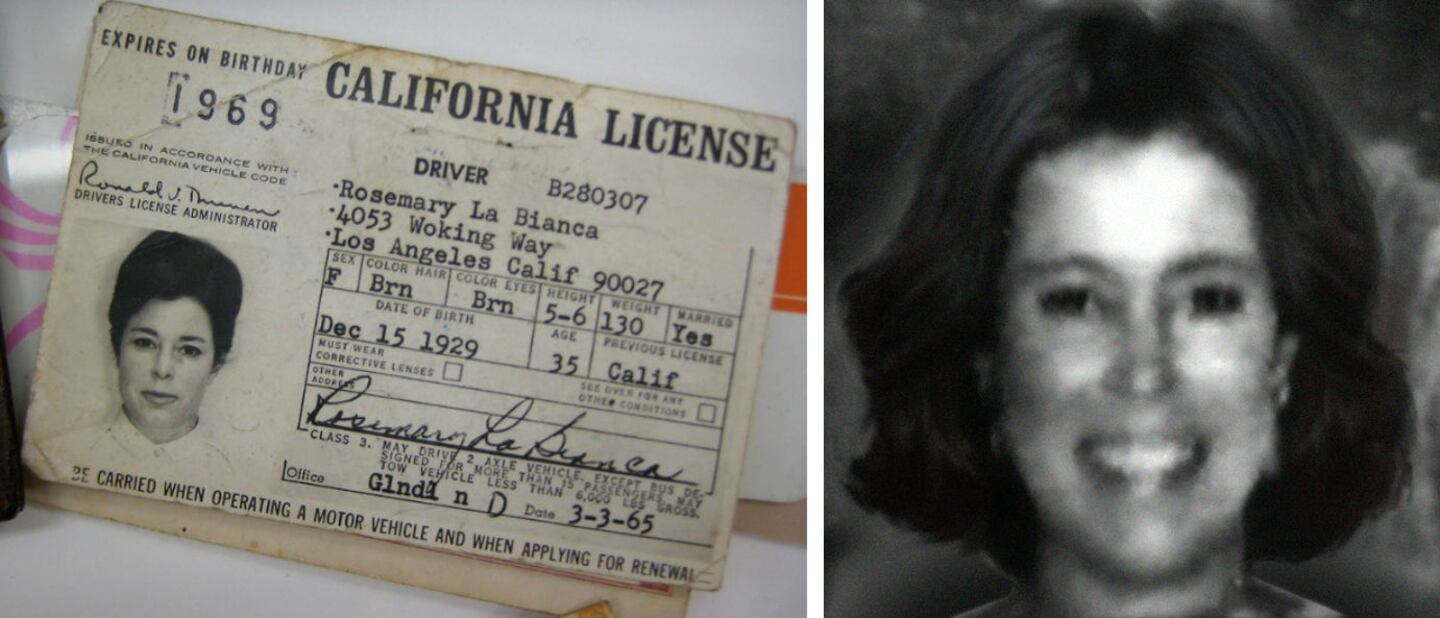 EXPIRES ON BIRTHDAY
1969
CALIFORNIA LICENSE
ISSUED IN ACCORDANCE WITH
THE CALIFORNIA VEHICLE CODE
DRIVERS LICENSE ADMINISTRATOR
DRIVER B280307
·Rosemary La Bianca
·4053 Woking Way
·Los Angeles Calif 90027
SEX COLOR HAIR COLOR EYES HEIGHT WEIGHT MARRIED
F Brn Brn 5-6 130 Yes
DATE OF BIRTH AGE PREVIOUS LICENSE
Dec 15 1929 35 Calif
MUST WEAR
CORRECTIVE LENSES
SEE OVER FOR ANY
OTHER CONDITIONS
OTHER
ADDRESS
Rosemary La Bianca
CLASS 3. MAY DRIVE 2 AXLE VEHICLE, EXCEPT BUS DE-
SIGNED FOR MORE THAN 15 PASSENGERS. MAY
TOW VEHICLE LESS THAN 6,000 LBS GROSS.
Office Glndl n D Date 3-3-65
BE CARRIED WHEN OPERATING A MOTOR VEHICLE AND WHEN APPLYING FOR RENEWAL